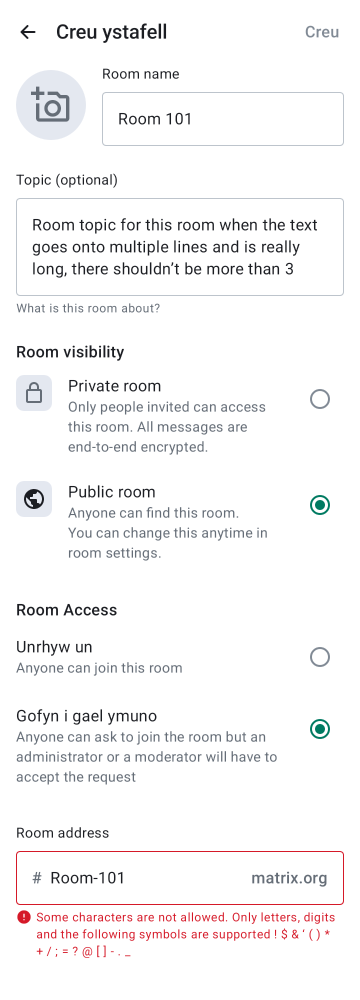 Creu ystafell
Creu
Room name
Room 101
Topic (optional)
Room topic for this room when the text
goes onto multiple lines and is really
long, there shouldn’t be more than 3
What is this room about?
Room visibility
Private room
Only people invited can access
this room. All messages are
end-to-end encrypted.
Public room
Anyone can find this room.
You can change this anytime in
room settings.
Room Access
Unrhyw un
Anyone can join this room
Gofyn i gael ymuno
Anyone can ask to join the room but an
administrator or a moderator will have to
accept the request
Room address
# Room-101 matrix.org
Some characters are not allowed. Only letters, digits
and the following symbols are supported ! $ & ‘ ( ) *
+ / ; = ? @ [ ] - . _